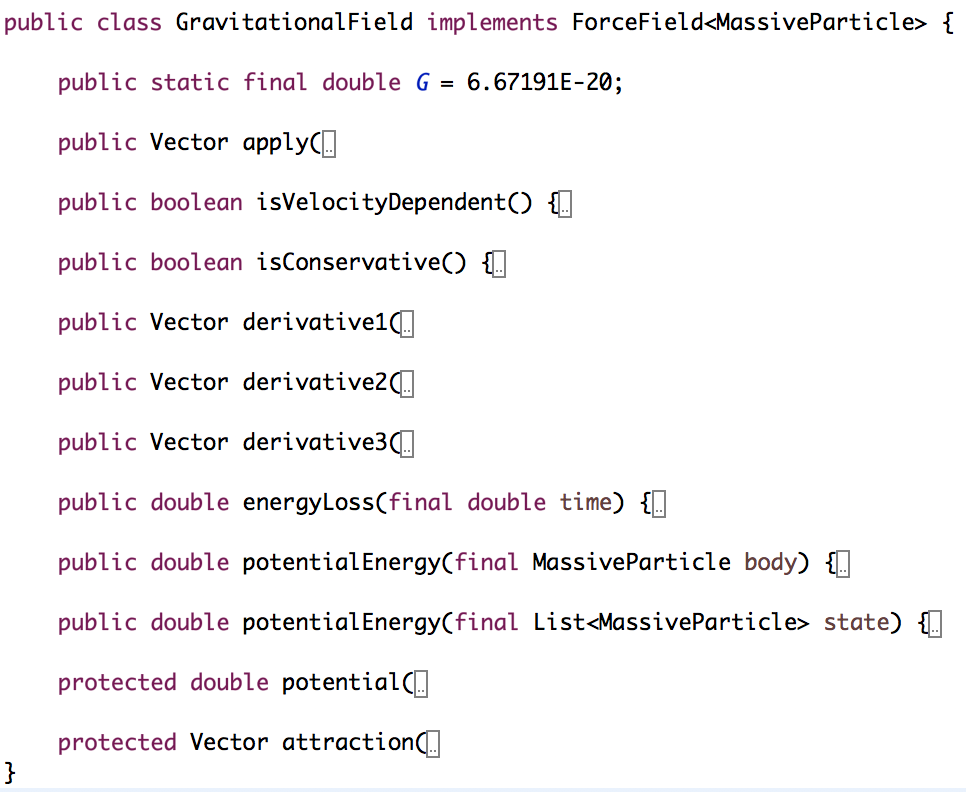 public class GravitationalField implements ForceField<MassiveParticle> {
public static final double G = 6.67191E-20;
public Vector apply(..
public boolean isVelocityDependent() {..
public boolean isConservative() {..
public Vector derivative1(..
public Vector derivative2(..
public Vector derivative3(..
public double energyLoss(final double time) {..
public double potentialEnergy(final MassiveParticle body) {..
public double potentialEnergy(final List<MassiveParticle> state) {..
protected double potential(..
protected Vector attraction(..
}